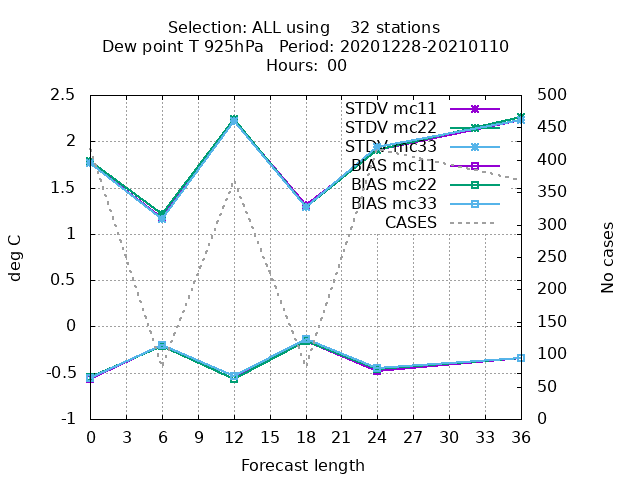 Selection: ALL using    32 stations
Dew point T 925hPa   Period: 20201228-20210110
Hours:  00
STDV mc11
STDV mc22
STDV mc33
BIAS mc11
BIAS mc22
BIAS mc33
CASES
deg C
2.5
2
1.5
1
0.5
0
-0.5
-1
500
450
400
350
300
250
200
150
100
50
0
No cases
0 3 6 9 12 15 18 21 24 27 30 33 36
Forecast length